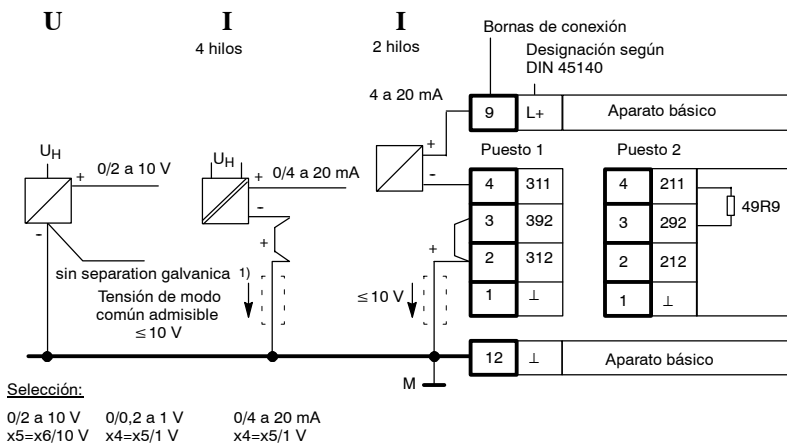 U I I
4 hilos 2 hilos
Bornas de conexión
Designación según
DIN 45140
4 a 20 mA
9 L+ Aparato básico
Puesto 1 Puesto 2
UH
+ 0/2 a 10 V
-
UH
+ 0/4 a 20 mA
-
+
+
-
4 311
3 392
2 312
1 ⊥
4 211
3 292
2 212
1 ⊥
49R9
+
sin separation galvanica 1)
Tensión de modo
común admisible
≤ 10 V
≤ 10 V
12 ⊥ Aparato básico
M
Selección:
0/2 a 10 V 0/0,2 a 1 V 0/4 a 20 mA
x5=x6/10 V x4=x5/1 V x4=x5/1 V